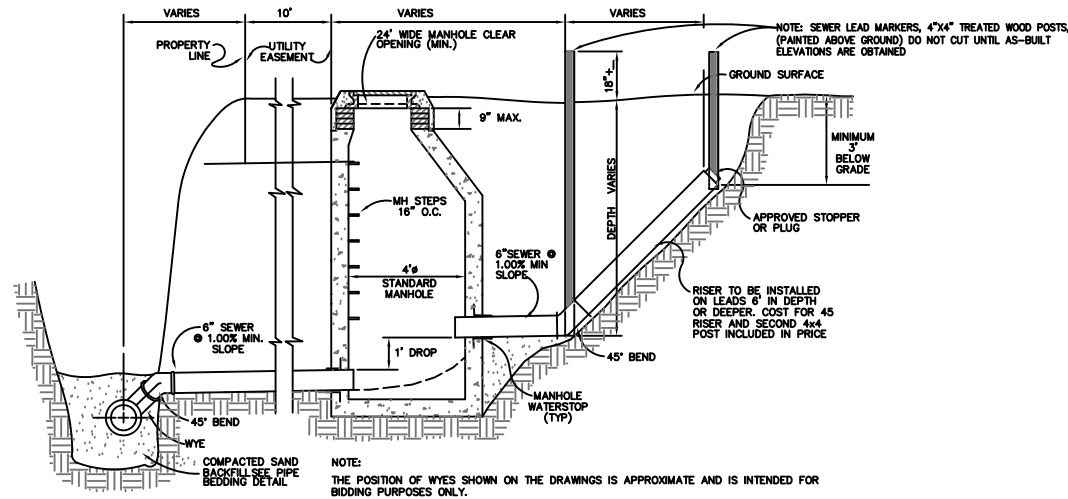 VARIES
10'
VARIES
VARIES
PROPERTY
LINE
UTILITY
EASEMENT
24' WIDE MANHOLE CLEAR
OPENING (MIN.)
NOTE: SEWER LEAD MARKERS, 4"X4" TREATED WOOD POSTS,
(PAINTED ABOVE GROUND) DO NOT CUT UNTIL AS-BUILT
ELEVATIONS ARE OBTAINED
18"+_
GROUND SURFACE
9" MAX.
MINIMUM
3'
BELOW
GRADE
MH STEPS
16" O.C.
DEPTH VARIES
APPROVED STOPPER
OR PLUG
6"SEWER @
1.00% MIN
SLOPE
4'ø
STANDARD
MANHOLE
RISER TO BE INSTALLED
ON LEADS 6' IN DEPTH
OR DEEPER. COST FOR 45
RISER AND SECOND 4x4
POST INCLUDED IN PRICE
6" SEWER
@ 1.00% MIN.
SLOPE
1' DROP
45° BEND
MANHOLE
WATERSTOP
(TYP)
45° BEND
WYE
COMPACTED SAND
BACKFILLSEE PIPE
BEDDING DETAIL
NOTE:
THE POSITION OF WYES SHOWN ON THE DRAWINGS IS APPROXIMATE AND IS INTENDED FOR
BIDDING PURPOSES ONLY.